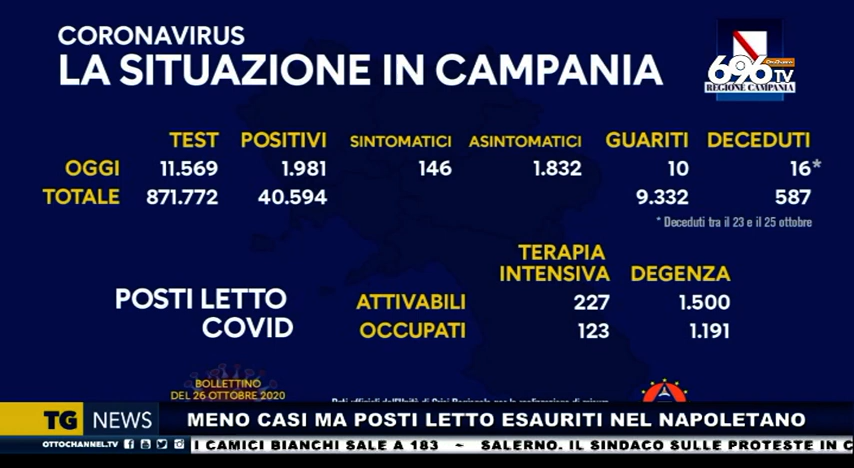 CORONAVIRUS
LA SITUAZIONE IN CAMPANIA
696 TV
OttoChannel
REGIONE CAMPANIA
TEST POSITIVI SINTOMATICI ASINTOMATICI GUARITI DECEDUTI
OGGI 11.569 1.981 146 1.832 10 16*
TOTALE 871.772 40.594 9.332 587
* Deceduti tra il 23 e il 25 ottobre
TERAPIA
INTENSIVA DEGENZA
POSTI LETTO
COVID
ATTIVABILI 227 1.500
OCCUPATI 123 1.191
BOLLETTINO
DEL 26 OTTOBRE 2020
TG NEWS MENO CASI MA POSTI LETTO ESAURITI NEL NAPOLETANO
OTTOCHANNEL.TV I CAMICI BIANCHI SALE A 183 ~ SALERNO. IL SINDACO SULLE PROTESTE IN C